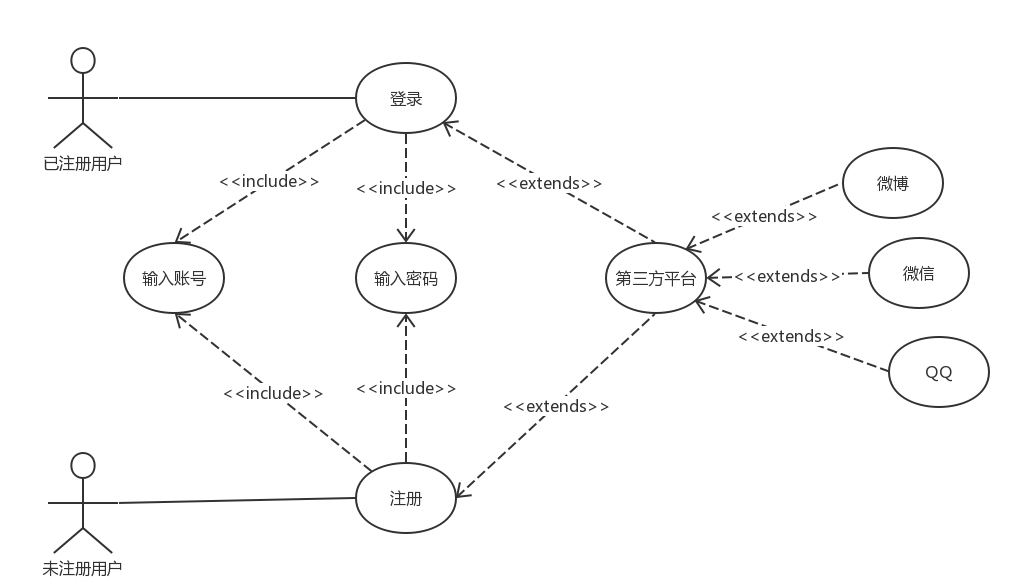 登录
已注册用户
<<include>>
<<include>>
<<extends>>
微博
<<extends>>
输入账号
输入密码
第三方平台
<<extends>>
微信
<<extends>>
QQ
<<include>>
<<include>>
<<extends>>
注册
未注册用户